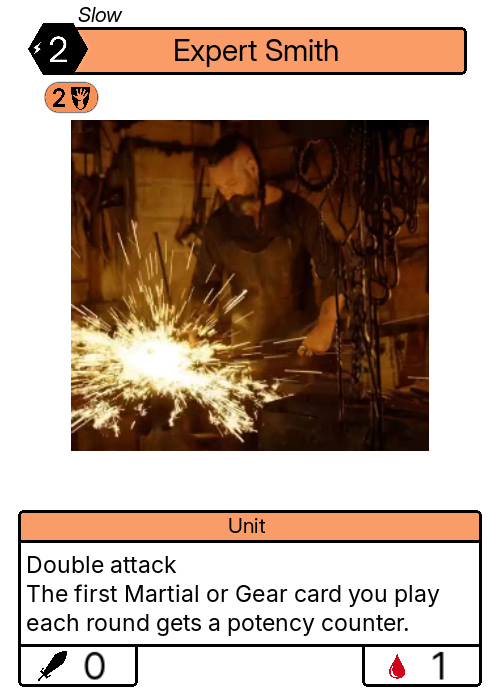 Slow
2
Expert Smith
2
Unit
Double attack
The first Martial or Gear card you play
each round gets a potency counter.
0
1